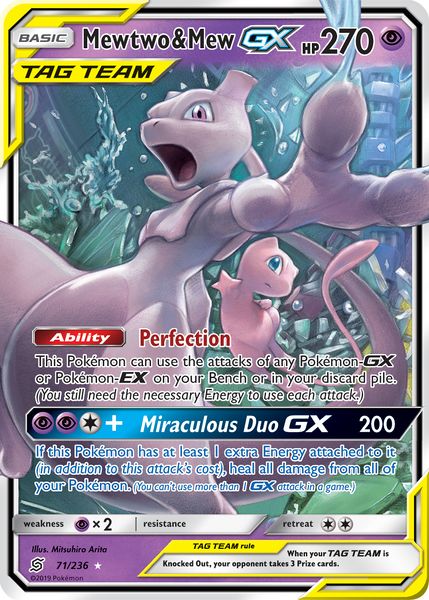 BASIC Mewtwo&Mew GX HP270
TAG TEAM
Ability Perfection
This Pokémon can use the attacks of any Pokémon-GX
or Pokémon-EX on your Bench or in your discard pile.
(You still need the necessary Energy to use each attack.)
+ Miraculous Duo GX 200
If this Pokémon has at least 1 extra Energy attached to it
(in addition to this attack's cost), heal all damage from all of
your Pokémon. (You can't use more than 1 GX attack in a game.)
weakness ×2 resistance retreat
Illus. Mitsuhiro Arita
TAG TEAM rule
71/236
When your TAG TEAM is
Knocked Out, your opponent takes 3 Prize cards.
©2019 Pokémon